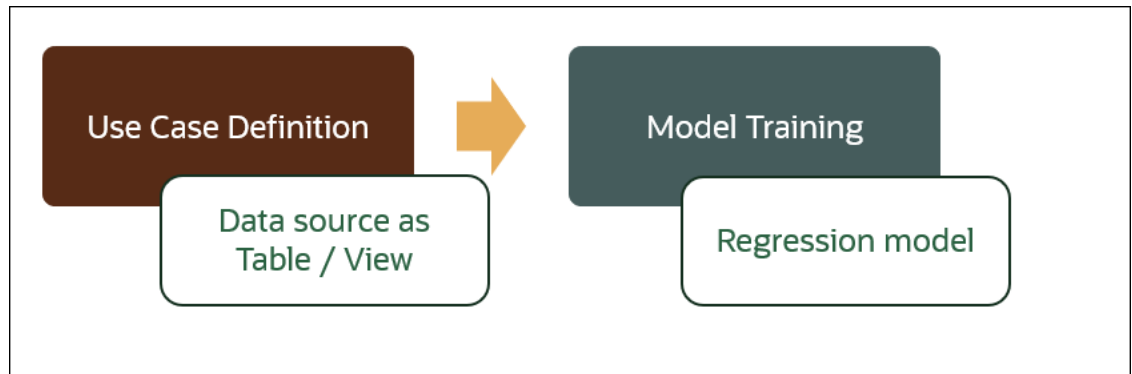 Use Case Definition
Data source as
Table / View
Model Training
Regression model